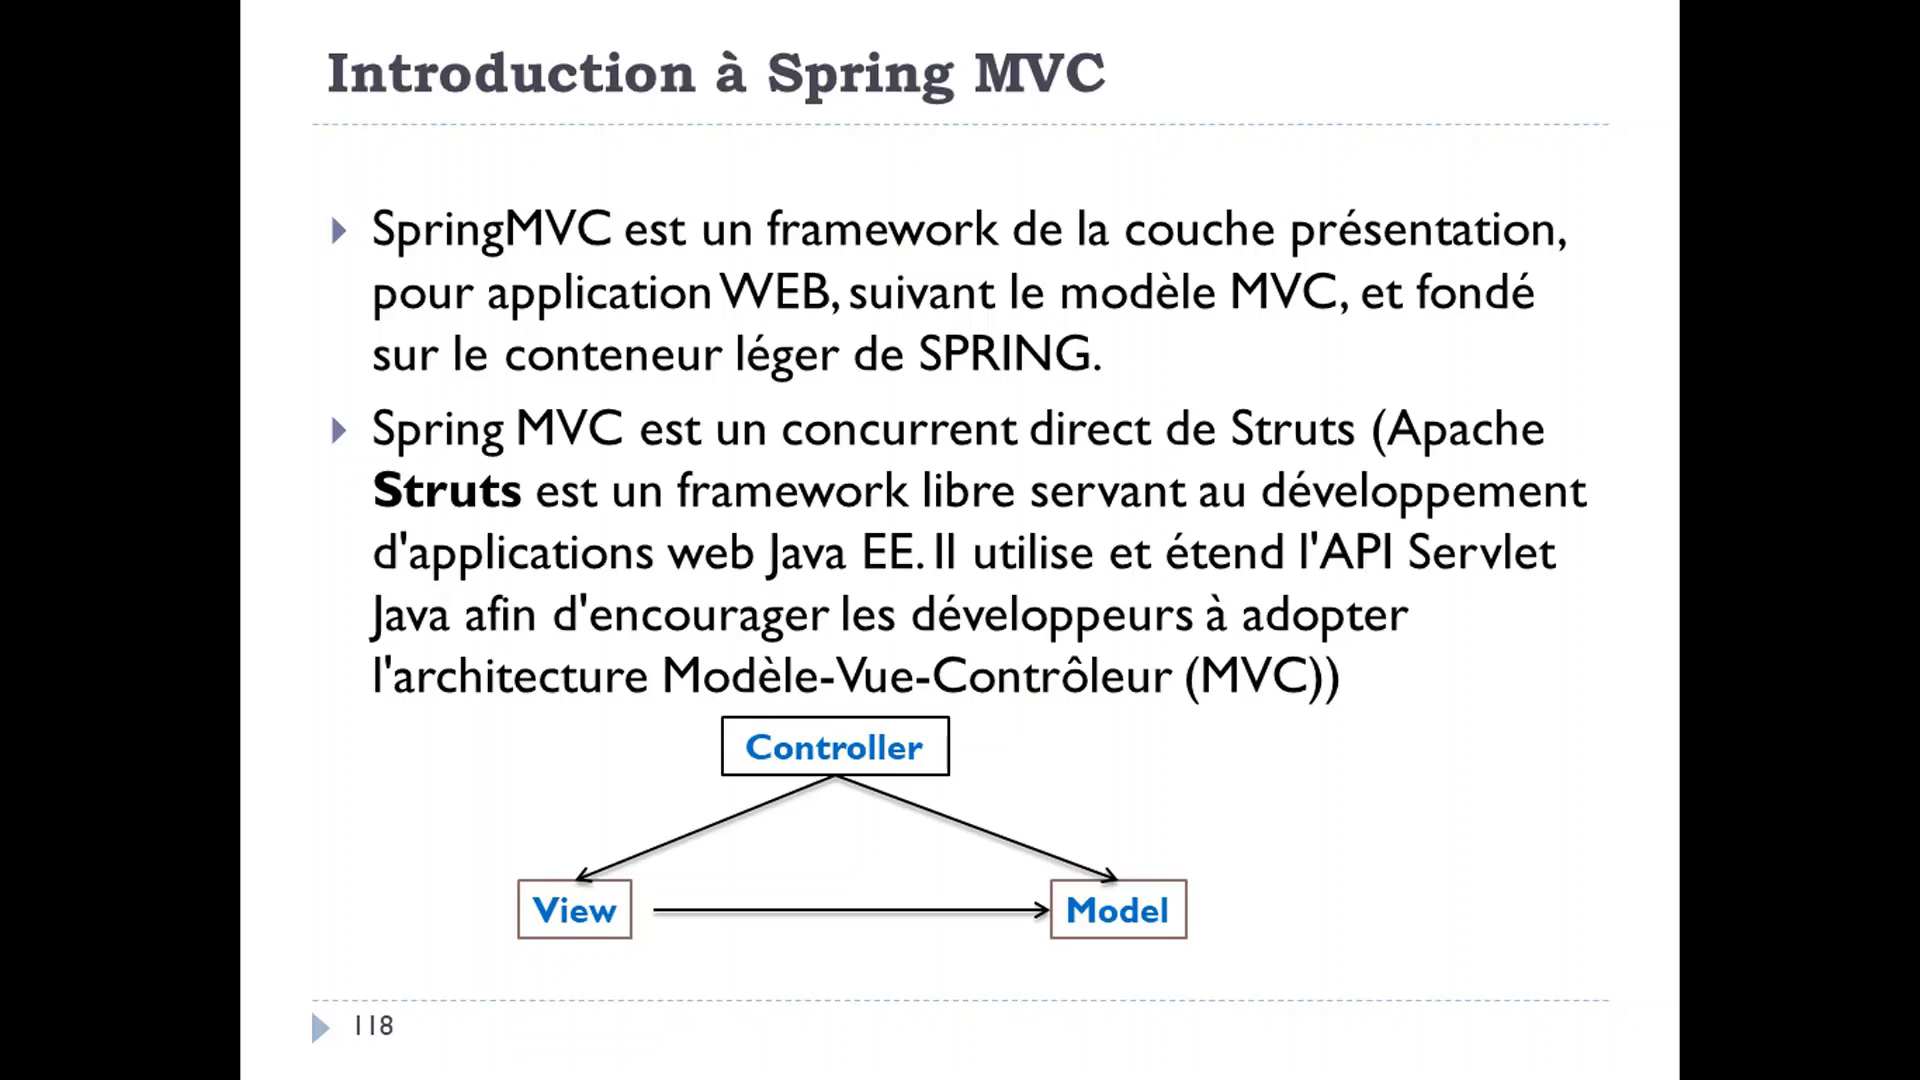 Introduction à Spring MVC
SpringMVC est un framework de la couche présentation,
pour application WEB, suivant le modèle MVC, et fondé
sur le conteneur léger de SPRING.
Spring MVC est un concurrent direct de Struts (Apache
Struts est un framework libre servant au développement
d'applications web Java EE. Il utilise et étend l'API Servlet
Java afin d'encourager les développeurs à adopter
l'architecture Modèle-Vue-Contrôleur (MVC))
Controller
View
Model
118